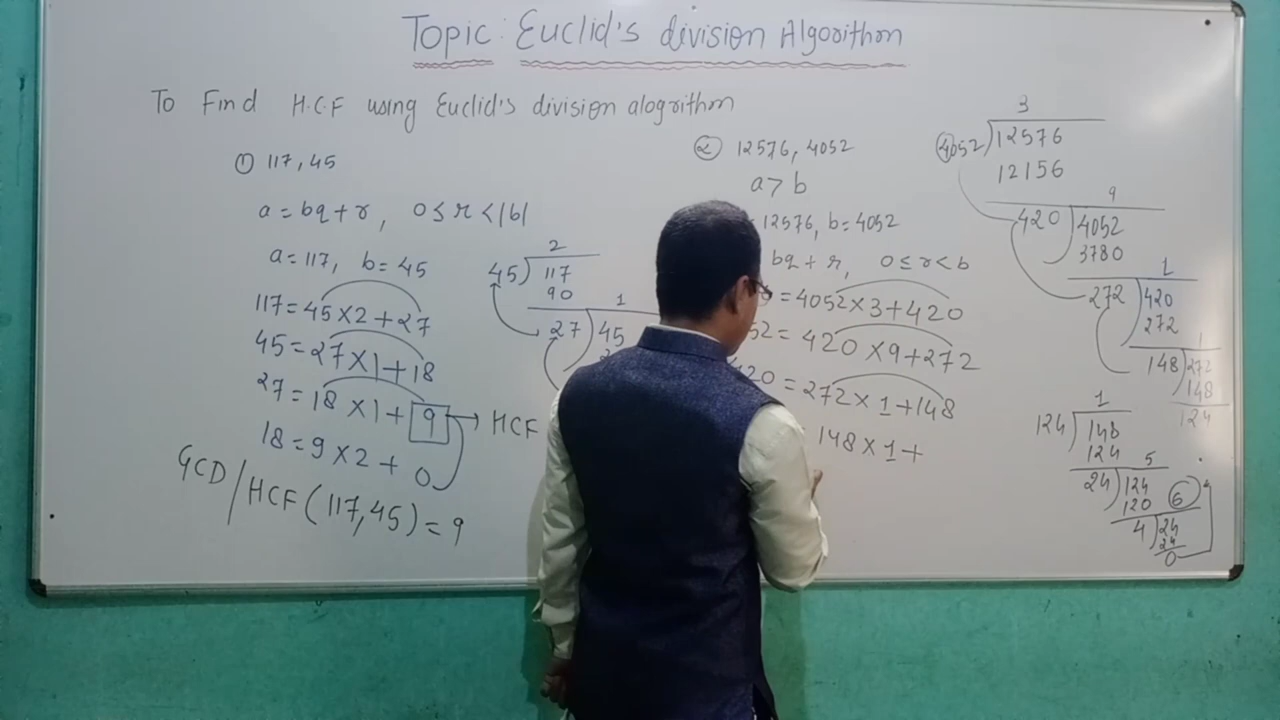 Topic: Euclid's division Algorithm
To Find H.C.F using Euclid's division alogrithm
① 117, 45
a = bq + r, 0 ≤ r < |b|
a = 117, b = 45
117 = 45 × 2 + 27
45 = 27 × 1 + 18
27 = 18 × 1 + 9 → HCF
18 = 9 × 2 + 0
GCD/HCF(117, 45) = 9
2
45) 117
90
1
27) 45
② 12576, 4052
a > b
= 12576, b = 4052
bq + r, 0 ≤ r < b
= 4052 × 3 + 420
52 = 420 × 9 + 272
20 = 272 × 1 + 148
148 × 1 +
3
4052) 12576
12156
9
420) 4052
3780
1
272) 420
272
1
148) 272
148
124
1
124) 148
124
5
24) 124
120 ⑥
4) 24
24
0